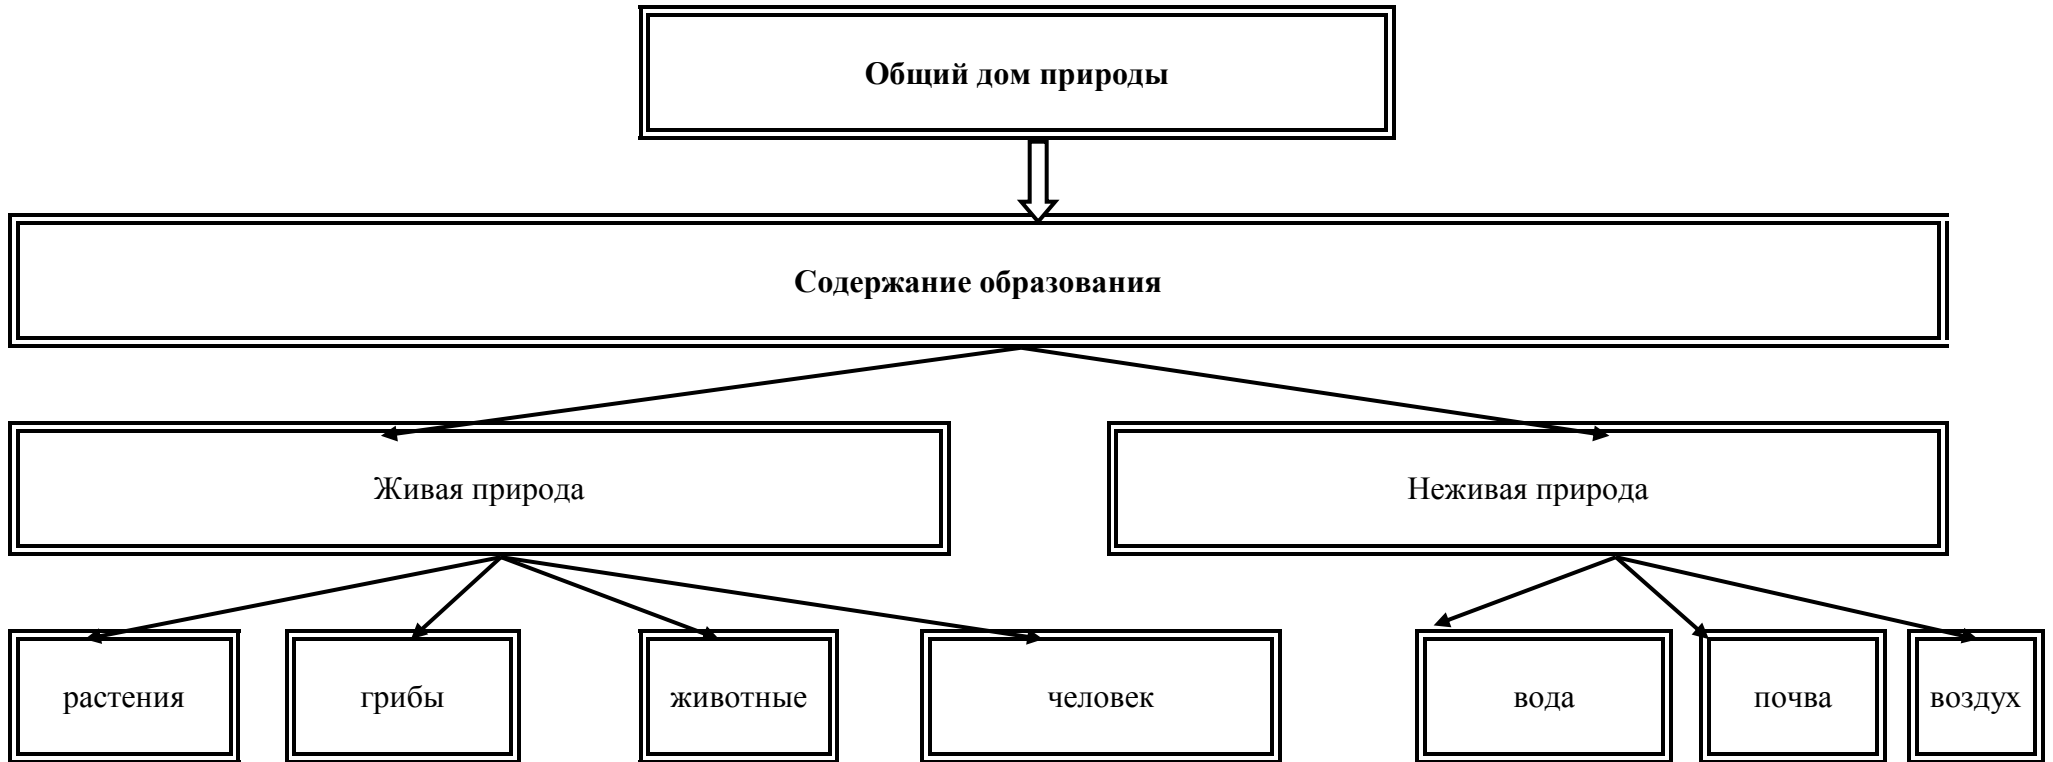 Общий дом природы
Содержание образования
Живая природа
Неживая природа
растения
грибы
животные
человек
вода
почва
воздух